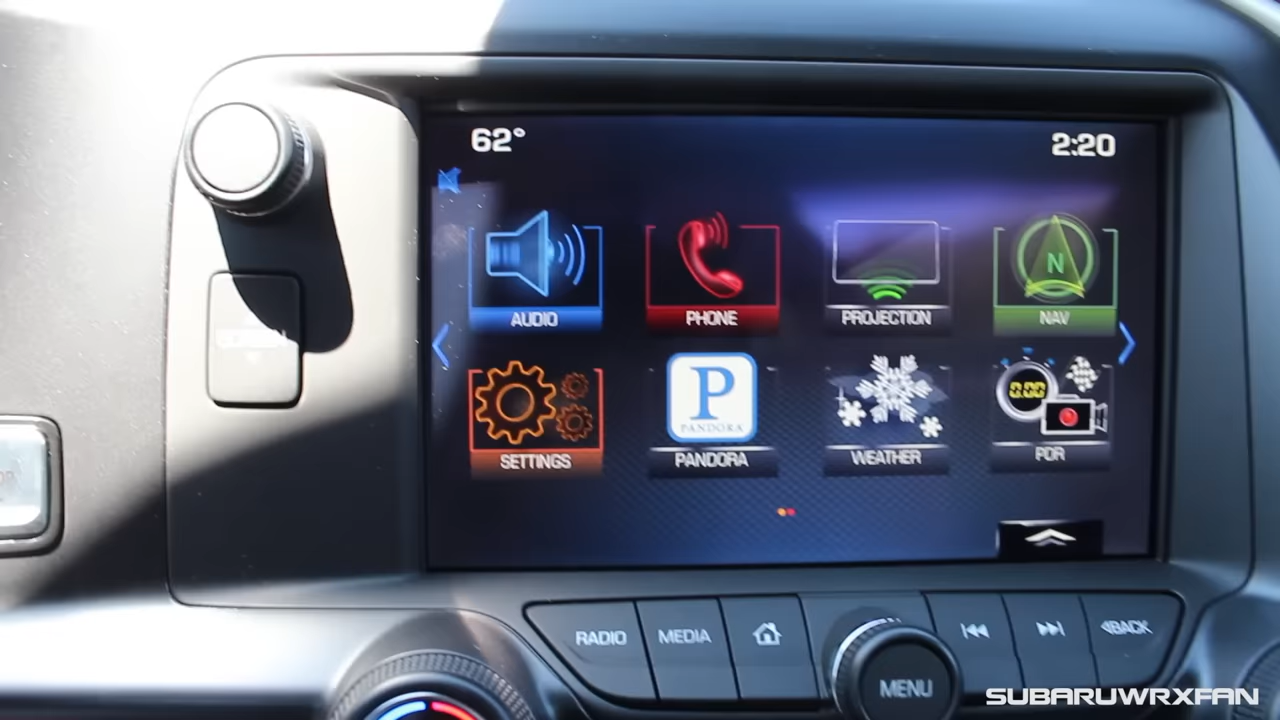 62°
2:20
AUDIO
PHONE
PROJECTION
N
NAV
SETTINGS
P
PANDORA
PANDORA
WEATHER
0.00
PDR
RADIO
MEDIA
MENU
BACK
SUBARUWRXFAN